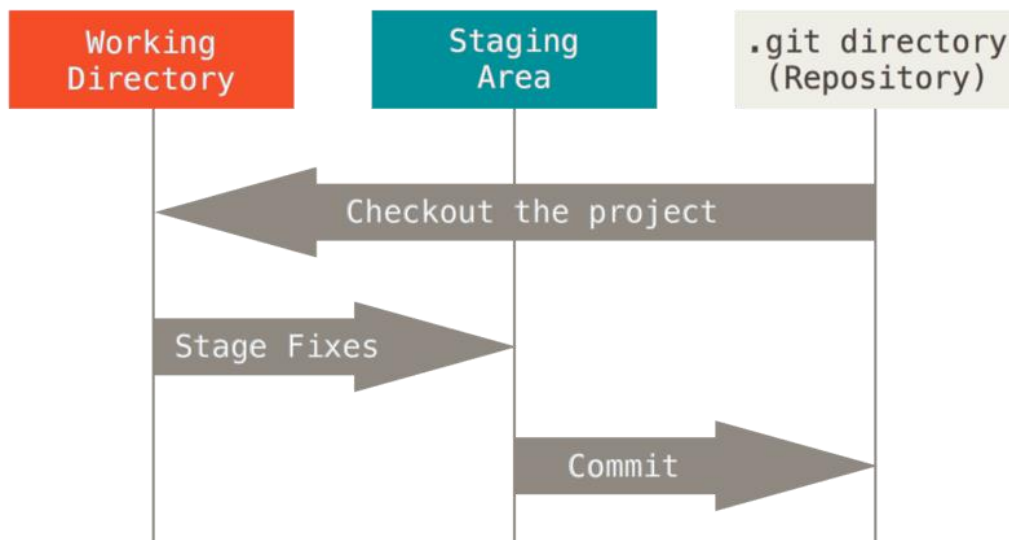 Working
Directory
Staging
Area
.git directory
(Repository)
Checkout the project
Stage Fixes
Commit